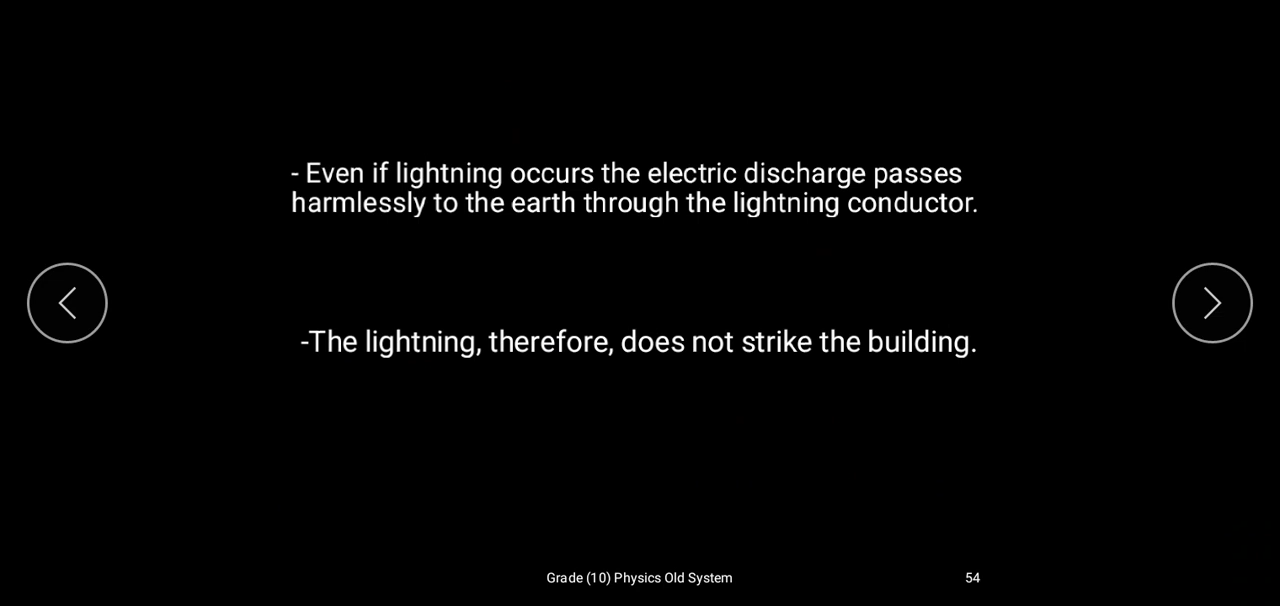 - Even if lightning occurs the electric discharge passes
harmlessly to the earth through the lightning conductor.
-The lightning, therefore, does not strike the building.
Grade (10) Physics Old System
54